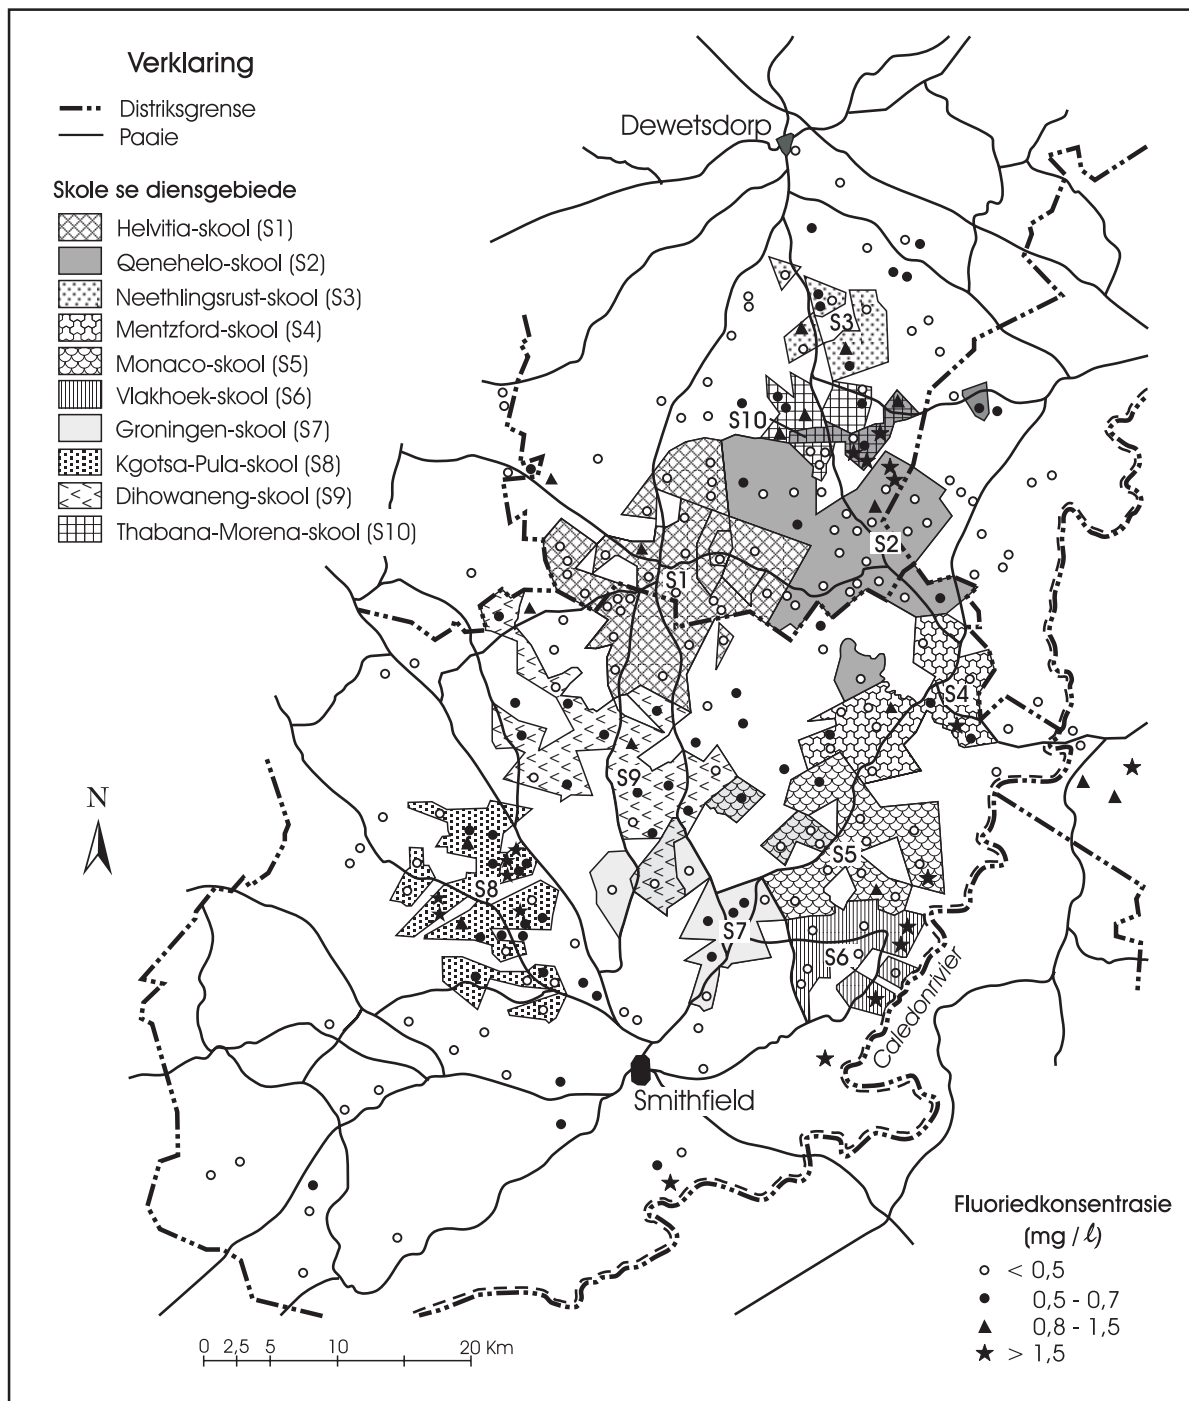 Verklaring
Distriksgrense
Paaie
Skole se diensgebiede
Helvitia-skool (S1)
Qenehelo-skool (S2)
Neethlingsrust-skool (S3)
Mentzford-skool (S4)
Monaco-skool (S5)
Vlakhoek-skool (S6)
Groningen-skool (S7)
Kgotsa-Pula-skool (S8)
Dihowaneng-skool (S9)
Thabana-Morena-skool (S10)
Dewetsdorp
S3
S10
S2
S1
S4
S9
S5
S8
S7
S6
N
Caledonrivier
Smithfield
Fluoriedkonsentrasie
(mg / ℓ)
< 0,5
0,5 - 0,7
0,8 - 1,5
> 1,5
0 2,5 5 10 20 Km